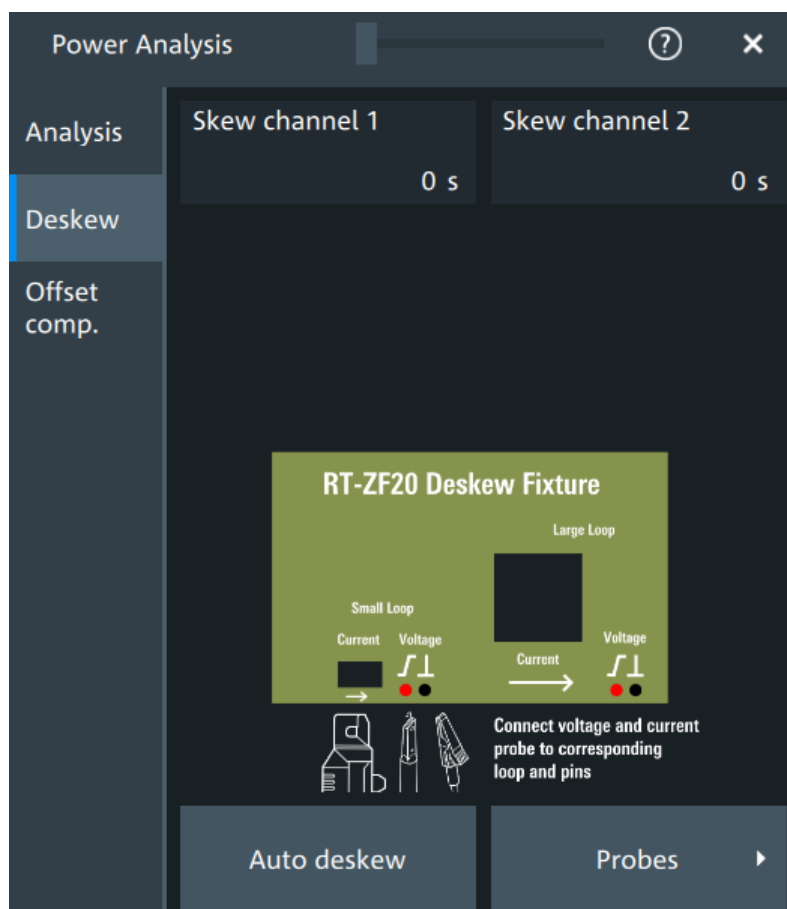 Power Analysis
?
Analysis
Deskew
Offset
comp.
Skew channel 1
0 s
Skew channel 2
0 s
RT-ZF20 Deskew Fixture
Large Loop
Small Loop
Current
Voltage
Current
Voltage
Connect voltage and current
probe to corresponding
loop and pins
Auto deskew
Probes